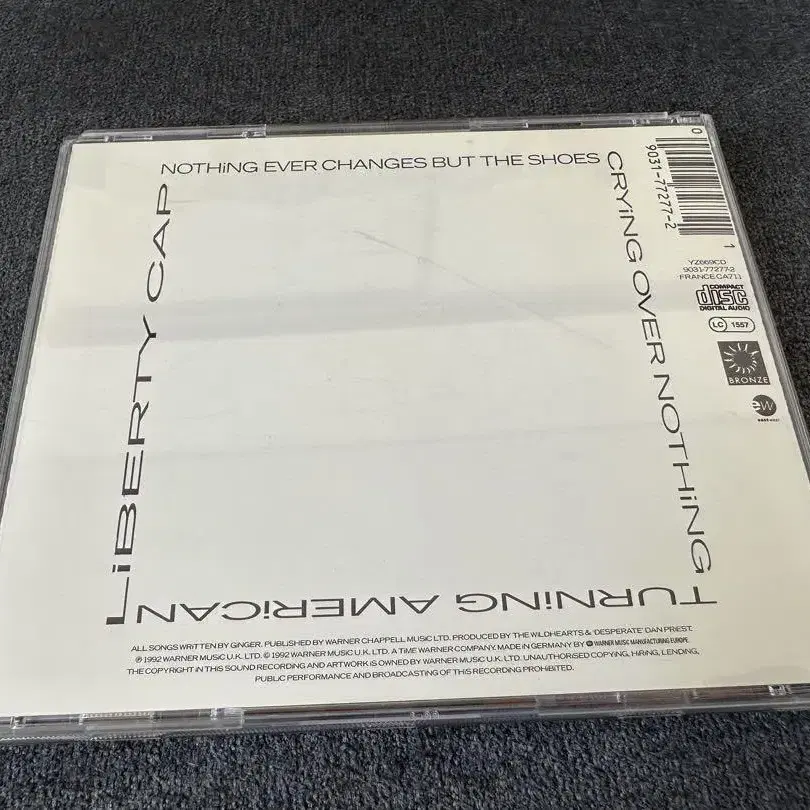 NOTHiNG EVER CHANGES BUT THE SHOES
CRYiNG OVER NOTHiNG
TURNiNG AMERiCAN
LiBERTY CAP
0
9031-77277-2
1
YZ669CD
9031-77277-2
FRANCE CA711
COMPACT
disc
DIGITAL AUDIO
LC 1557
BRONZE
ew
east west
ALL SONGS WRITTEN BY GiNGER. PUBLiSHED BY WARNER CHAPPELL MUSiC LTD. PRODUCED BY THE WiLDHEARTS & 'DESPERATE' DAN PRiEST.
℗ 1992 WARNER MUSiC U.K. LTD. © 1992 WARNER MUSiC U.K. LTD. A TiME WARNER COMPANY. MADE iN GERMANY BY WARNER MUSIC MANUFACTURING EUROPE.
THE COPYRiGHT iN THiS SOUND RECORDiNG AND ARTWORK iS OWNED BY WARNER MUSiC U.K. LTD. UNAUTHORiSED COPYiNG, HiRiNG, LENDiNG,
PUBLiC PERFORMANCE AND BROADCASTiNG OF THiS RECORDiNG PROHiBiTED.